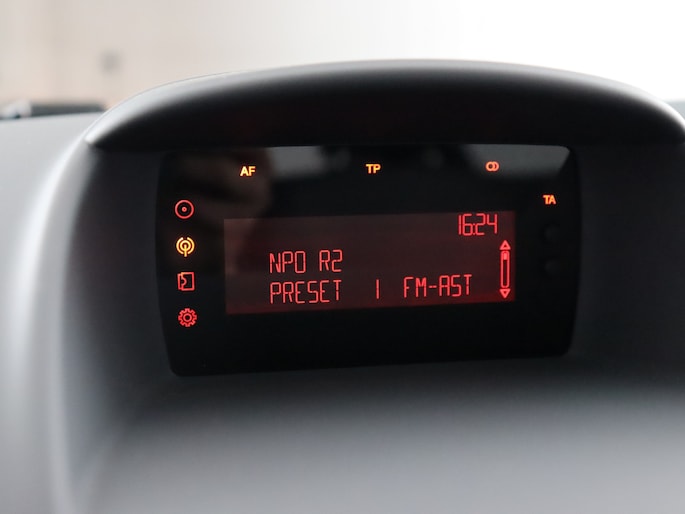 AF TP
TA
16:24
NPO R2
PRESET 1 FM-AST